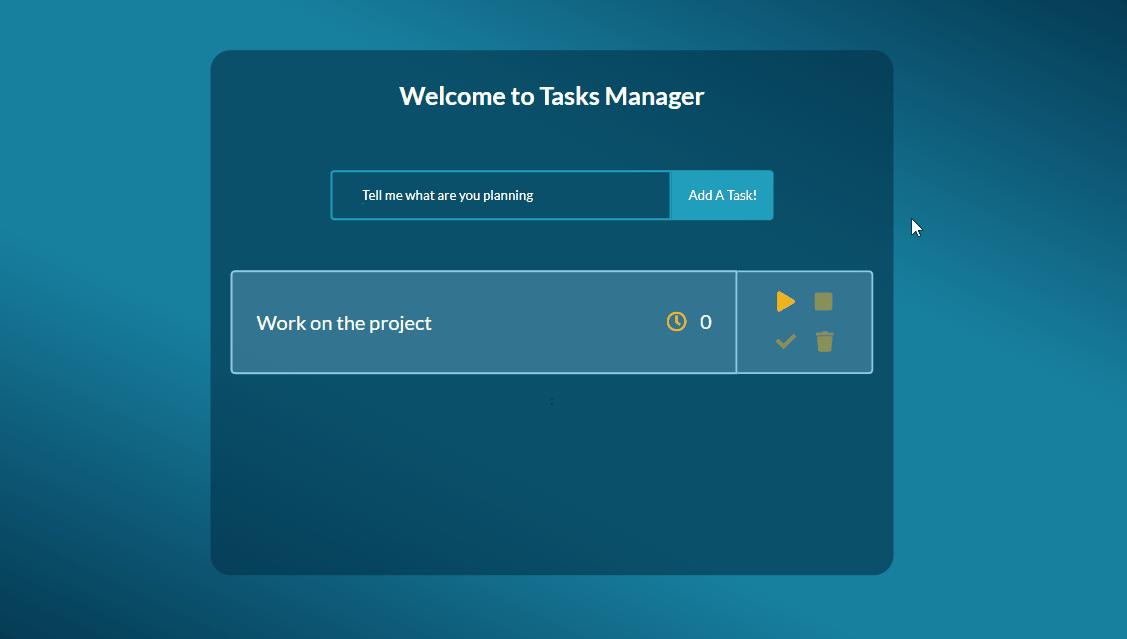 Welcome to Tasks Manager
Tell me what are you planning
Add A Task!
Work on the project
0
: